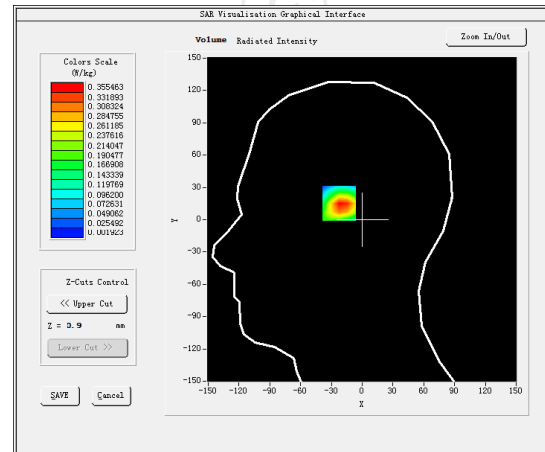 SAR Visualisation Graphical Interface
Volume Radiated Intensity
Zoom In/Out
Colors Scale
(W/kg)
0.355463
0.331893
0.308324
0.284755
0.261185
0.237616
0.214047
0.190477
0.166908
0.143339
0.119769
0.096200
0.072631
0.049062
0.025492
0.001923
Z-Cuts Control
<< Upper Cut
Z = 0.9 mm
Lower Cut >>
SAVE Cancel
150
120
90
60
30
0
-30
-60
-90
-120
-150
Y
-150 -120 -90 -60 -30 0 30 60 90 120 150
X